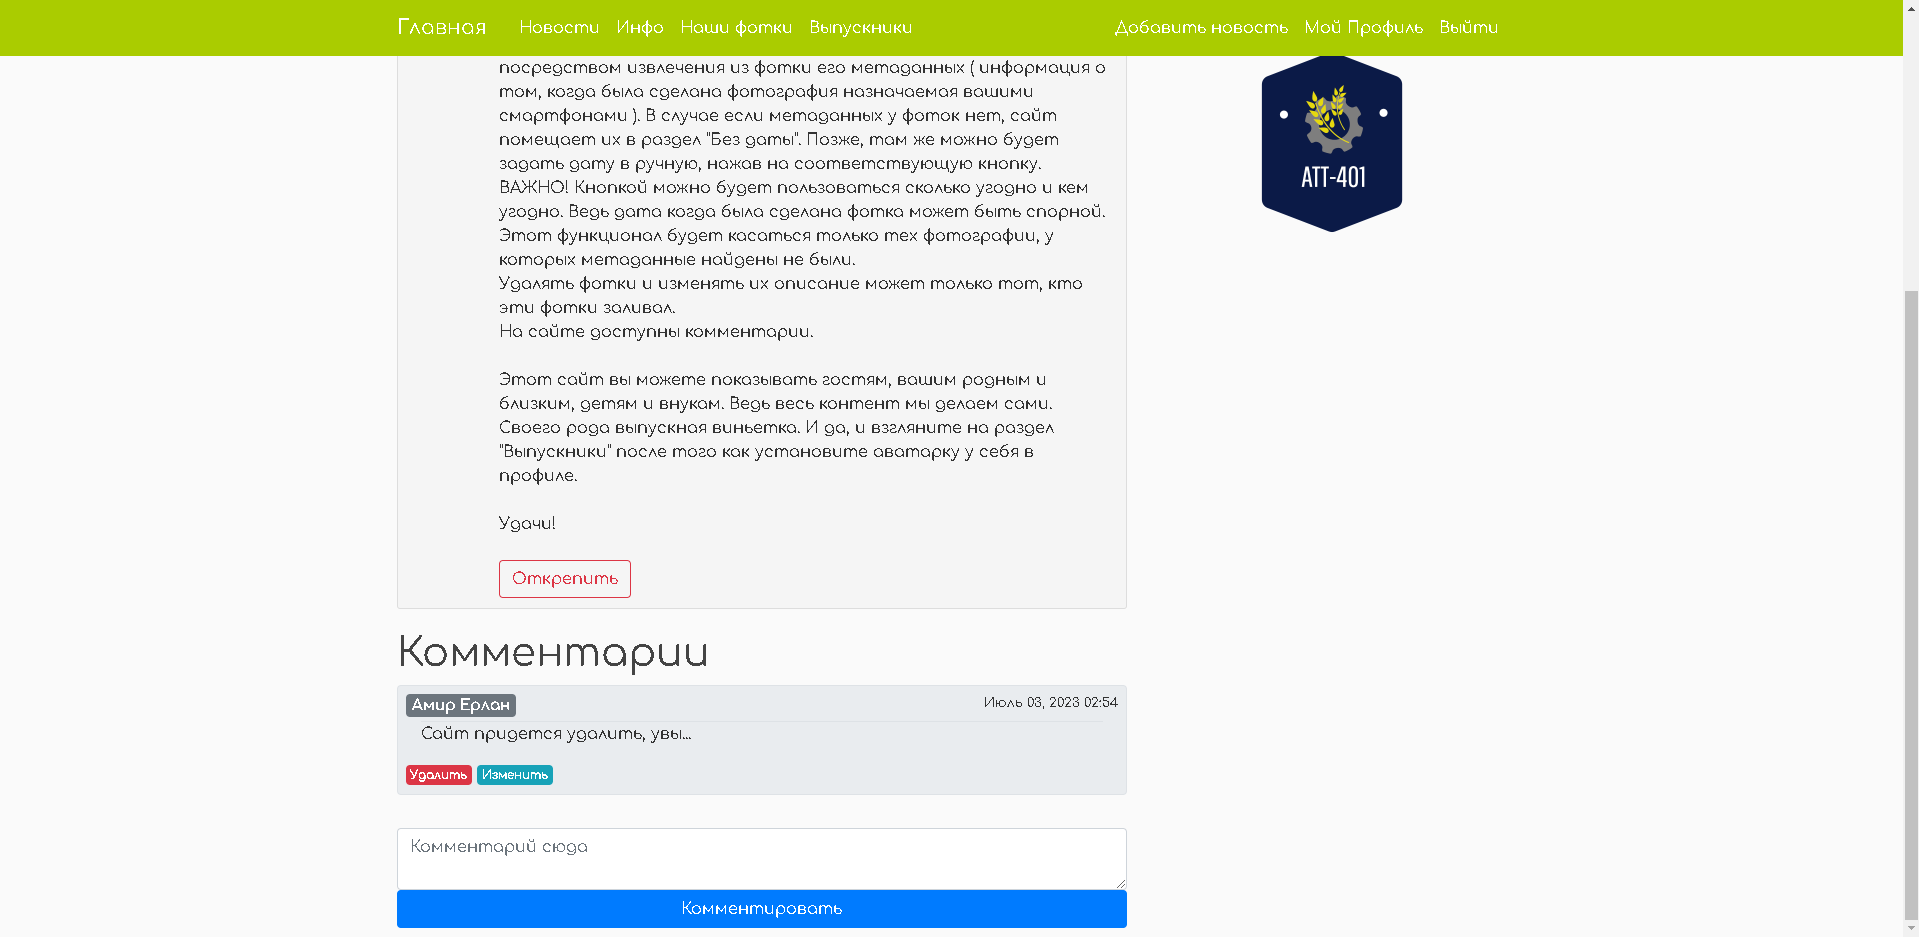 Главная Новости Инфо Наши фотки Выпускники Добавить новость Мой Профиль Выйти
посредством извлечения из фотки его метаданных ( информация о
том, когда была сделана фотография назначаемая вашими
смартфонами ). В случае если метаданных у фоток нет, сайт
помещает их в раздел "Без даты". Позже, там же можно будет
задать дату в ручную, нажав на соответствующую кнопку.
ВАЖНО! Кнопкой можно будет пользоваться сколько угодно и кем
угодно. Ведь дата когда была сделана фотка может быть спорной.
Этот функционал будет касаться только тех фотографии, у
которых метаданные найдены не были.
Удалять фотки и изменять их описание может только тот, кто
эти фотки заливал.
На сайте доступны комментарии.
Этот сайт вы можете показывать гостям, вашим родным и
близким, детям и внукам. Ведь весь контент мы делаем сами.
Своего рода выпускная виньетка. И да, и взгляните на раздел
"Выпускники" после того как установите аватарку у себя в
профиле.
Удачи!
Открепить
АТТ-401
Комментарии
Амир Ерлан Июль 03, 2023 02:54
Сайт придется удалить, увы...
Удалить Изменить
Комментарий сюда
Комментировать